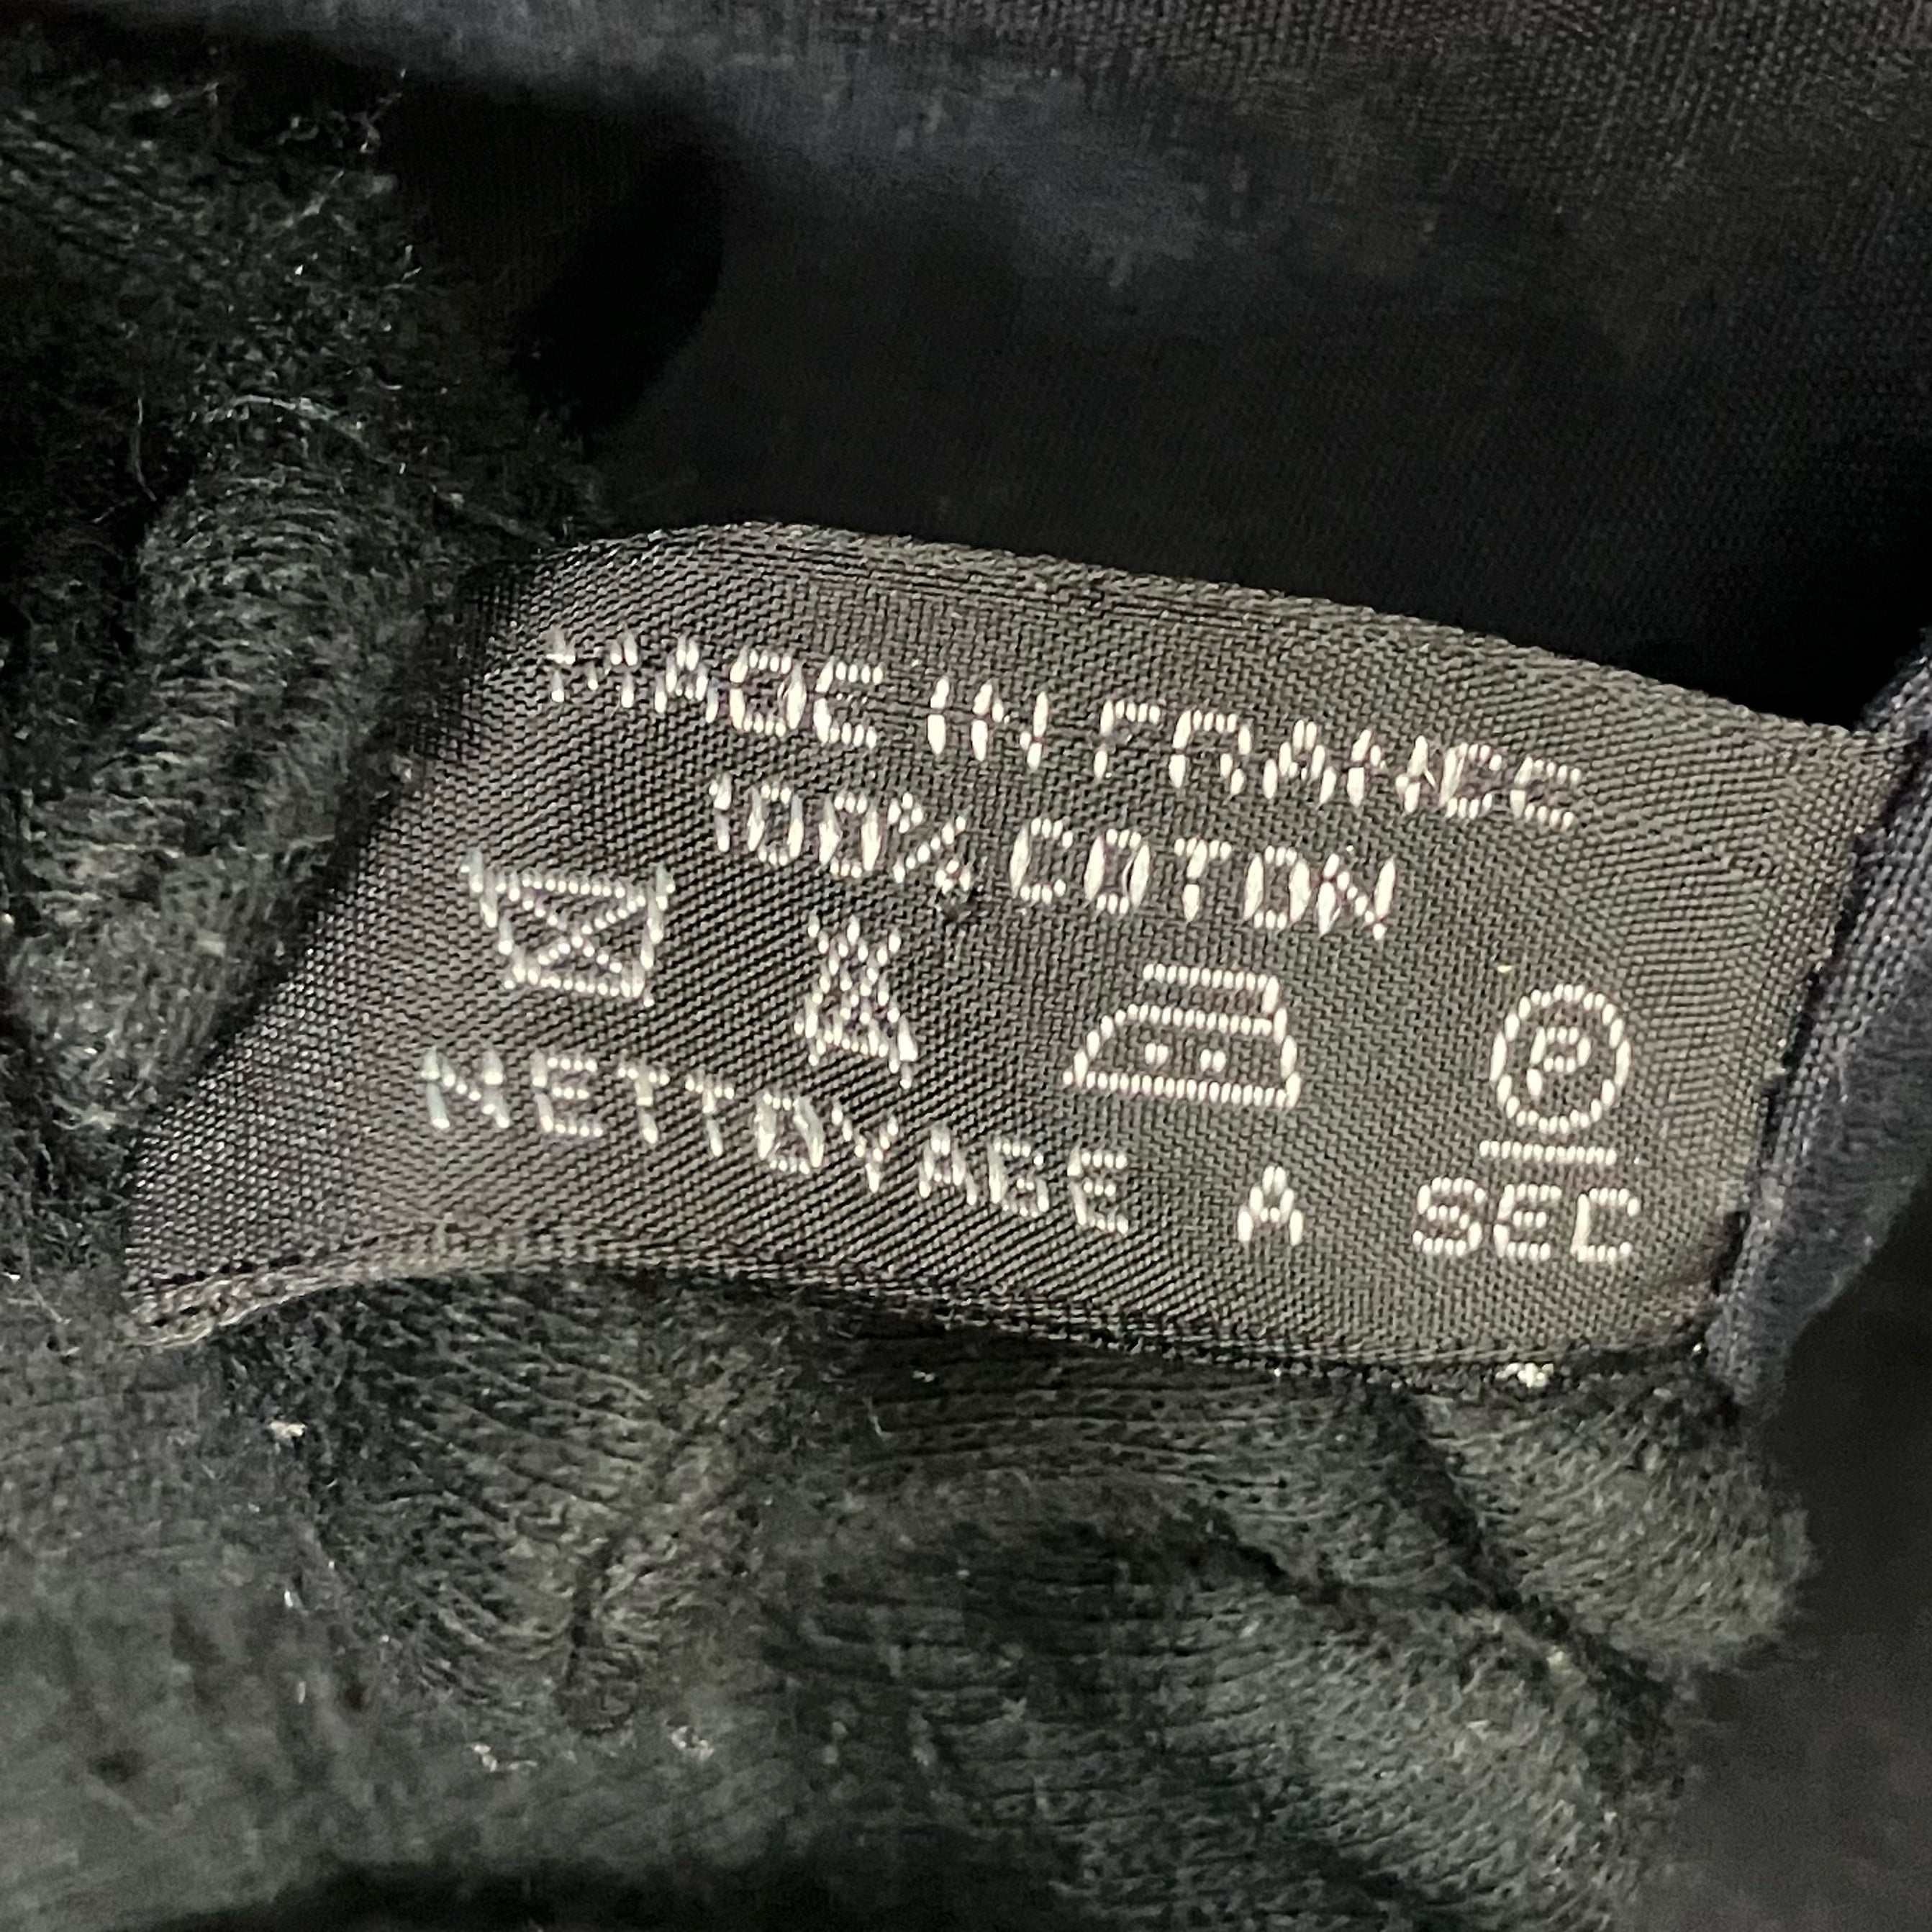 MADE IN FRANCE
100% COTON
P
NETTOYAGE A SEC